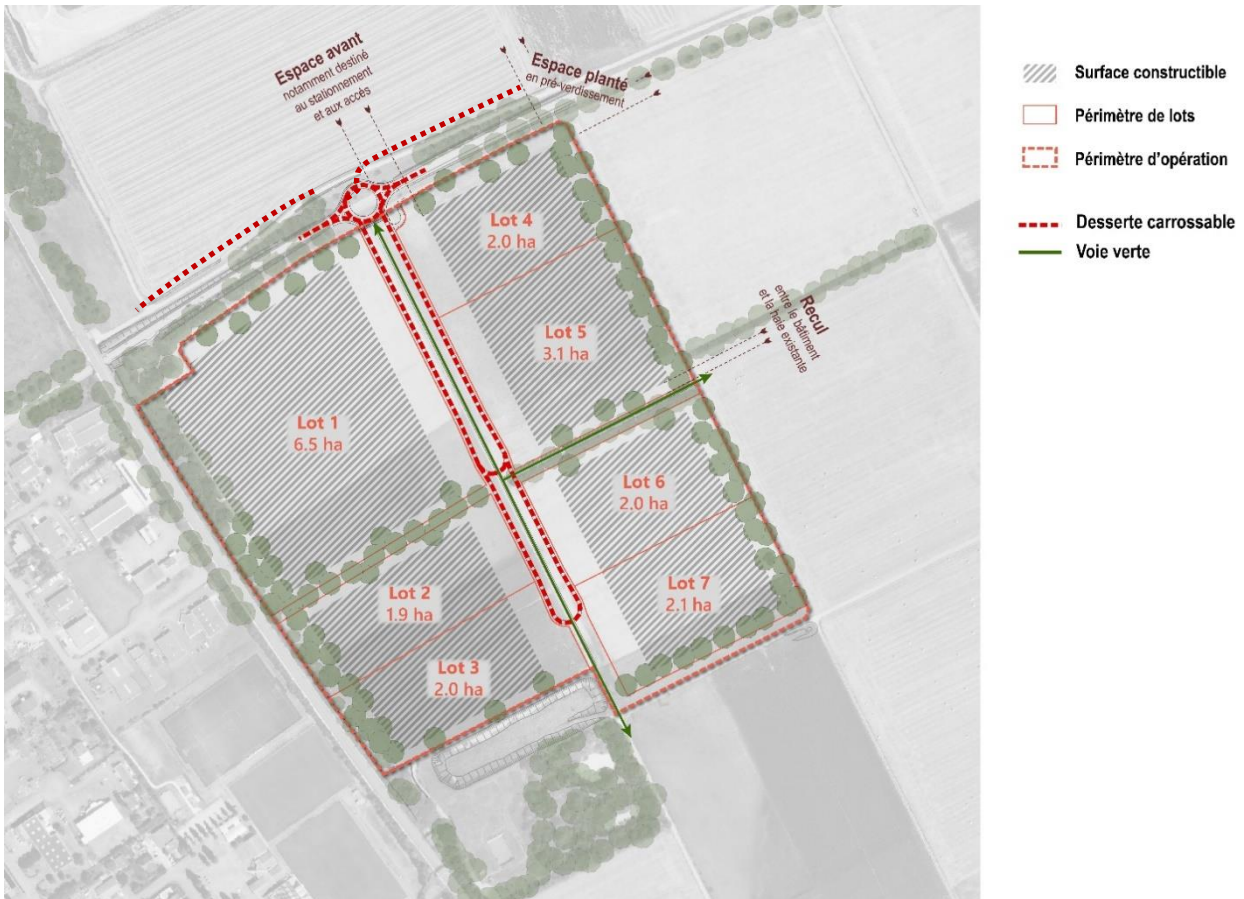 Espace avant
notamment destiné
au stationnement
et aux accés
Espace planté
en pré-verdissement
Surface constructible
Périmètre de lots
Périmètre d'opération
Desserte carrossable
Voie verte
Lot 4
2.0 ha
Lot 5
3.1 ha
Recul
entre le bâtiment
et la haie existante
Lot 1
6.5 ha
Lot 6
2.0 ha
Lot 2
1.9 ha
Lot 7
2.1 ha
Lot 3
2.0 ha